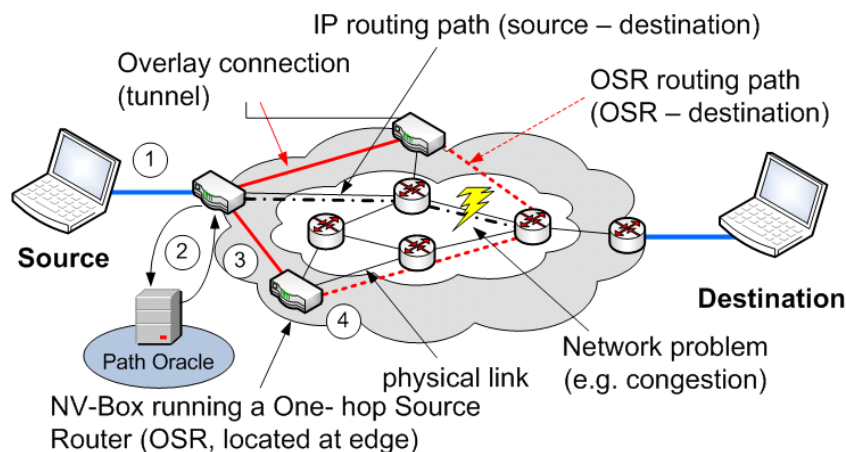 IP routing path (source – destination)
Overlay connection
(tunnel)
OSR routing path
(OSR – destination)
1
Source
2
3
Path Oracle
4
Destination
Network problem
(e.g. congestion)
physical link
NV-Box running a One- hop Source
Router (OSR, located at edge)